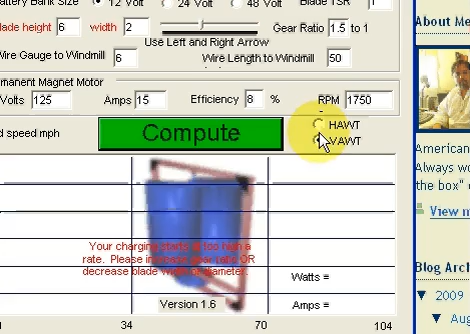 attery Bank Size 12 Volt 24 Volt 48 Volt Blade TSR
lade height 6 width 2 Gear Ratio 1.5 to 1
Use Left and Right Arrow
Wire Gauge to Windmill 6 Wire Length to Windmill 50
manent Magnet Motor
Volts 125 Amps 15 Efficiency 8 % RPM 1750
d speed mph Compute HAWT
VAWT
Your charging starts at too high a
rate. Please increase gear ratio OR
decrease blade width or diameter.
Watts =
Version 1.6 Amps =
34 70 104
About Me
American
Always wo
the box"
View m
Blog Arch
▼ 2009
▼ Aug